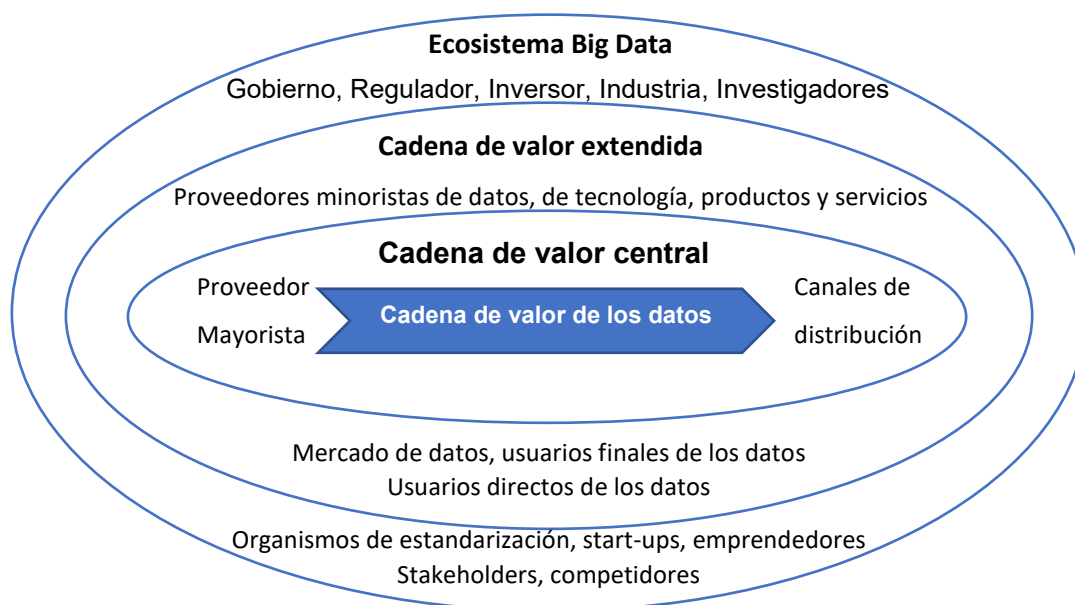 Ecosistema Big Data
Gobierno, Regulador, Inversor, Industria, Investigadores
Cadena de valor extendida
Proveedores minoristas de datos, de tecnología, productos y servicios
Cadena de valor central
Proveedor
Mayorista
Cadena de valor de los datos
Canales de
distribución
Mercado de datos, usuarios finales de los datos
Usuarios directos de los datos
Organismos de estandarización, start-ups, emprendedores
Stakeholders, competidores